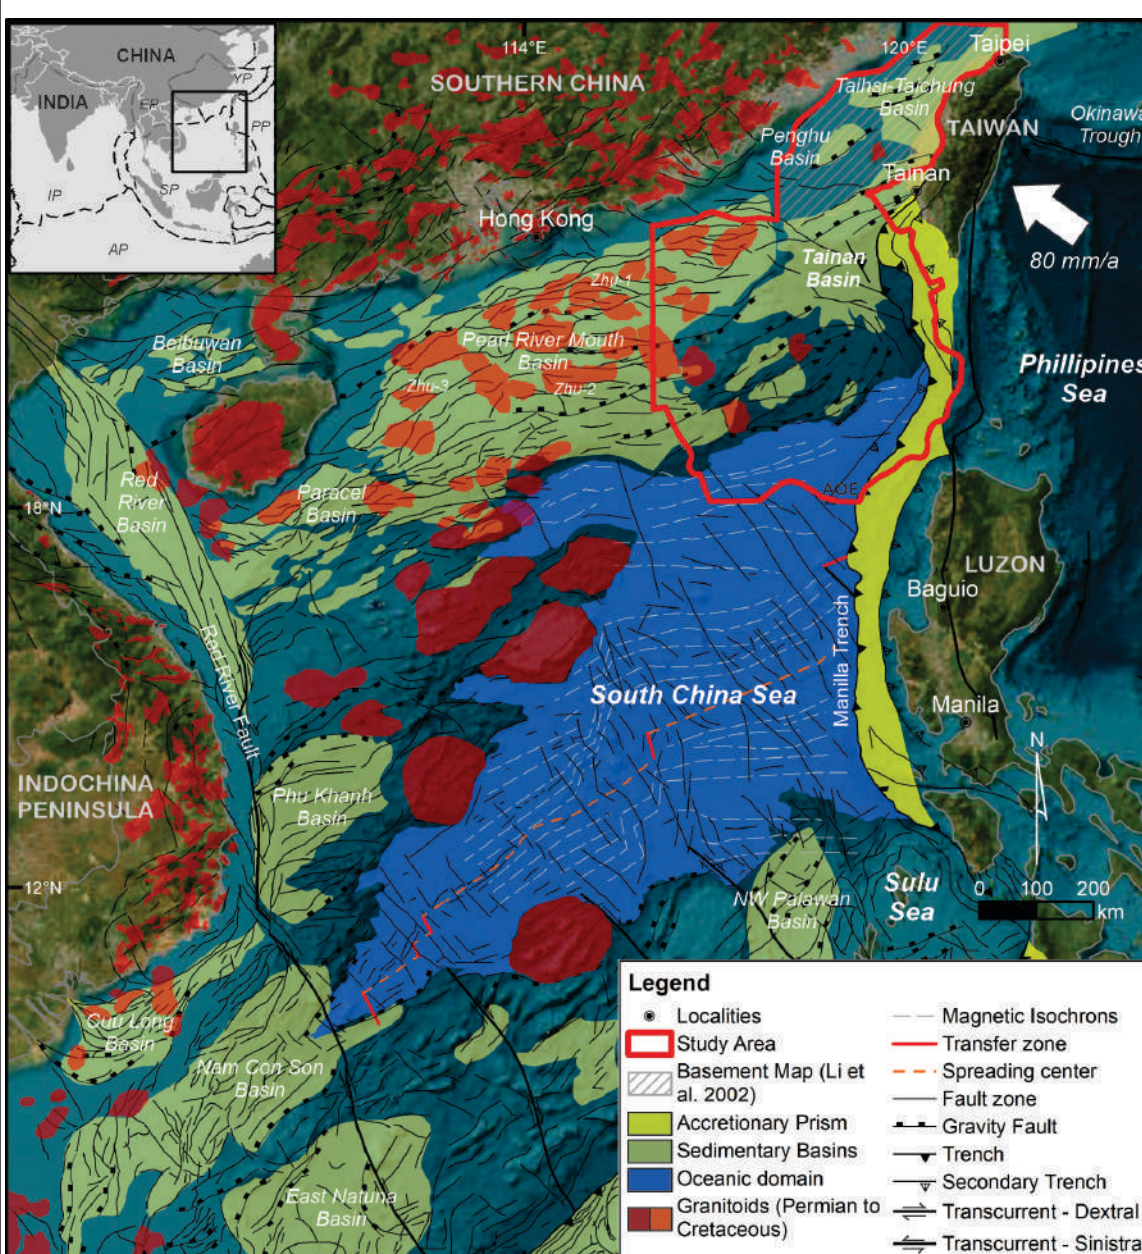 CHINA
INDIA
EP
YP
PP
IP
SP
AP
114°E
120°E
SOUTHERN CHINA
Taipei
Taihsi-Taichung
Basin
TAIWAN
Okinawa
Trough
Penghu
Basin
Tainan
Hong Kong
80 mm/a
Tainan
Basin
Zhu-1
Beibuwan
Basin
Pearl River Mouth
Basin
Zhu-3
Zhu-2
Phillipines
Sea
Red
River
Basin
18°N
Paracel
Basin
AOE
LUZON
Baguio
Manilla Trench
Red River Fault
South China Sea
Manila
N
INDOCHINA
PENINSULA
Phu Khanh
Basin
12°N
NW Palawan
Basin
Sulu
Sea
0 100 200
km
Cuu Long
Basin
Nam Con Son
Basin
East Natuna
Basin
Legend
Localities
Study Area
Basement Map (Li et
al. 2002)
Accretionary Prism
Sedimentary Basins
Oceanic domain
Granitoids (Permian to
Cretaceous)
Magnetic Isochrons
Transfer zone
Spreading center
Fault zone
Gravity Fault
Trench
Secondary Trench
Transcurrent - Dextral
Transcurrent - Sinistra